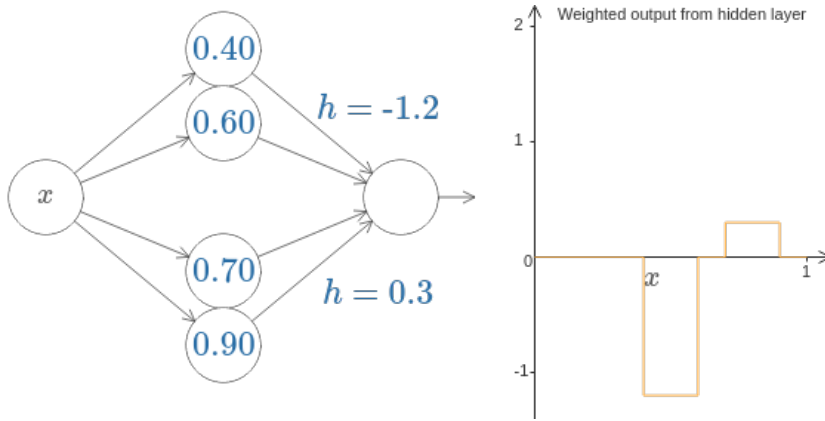 0.40
h = -1.2
0.60
x
0.70
h = 0.3
0.90
Weighted output from hidden layer
2
1
0
x
1
-1